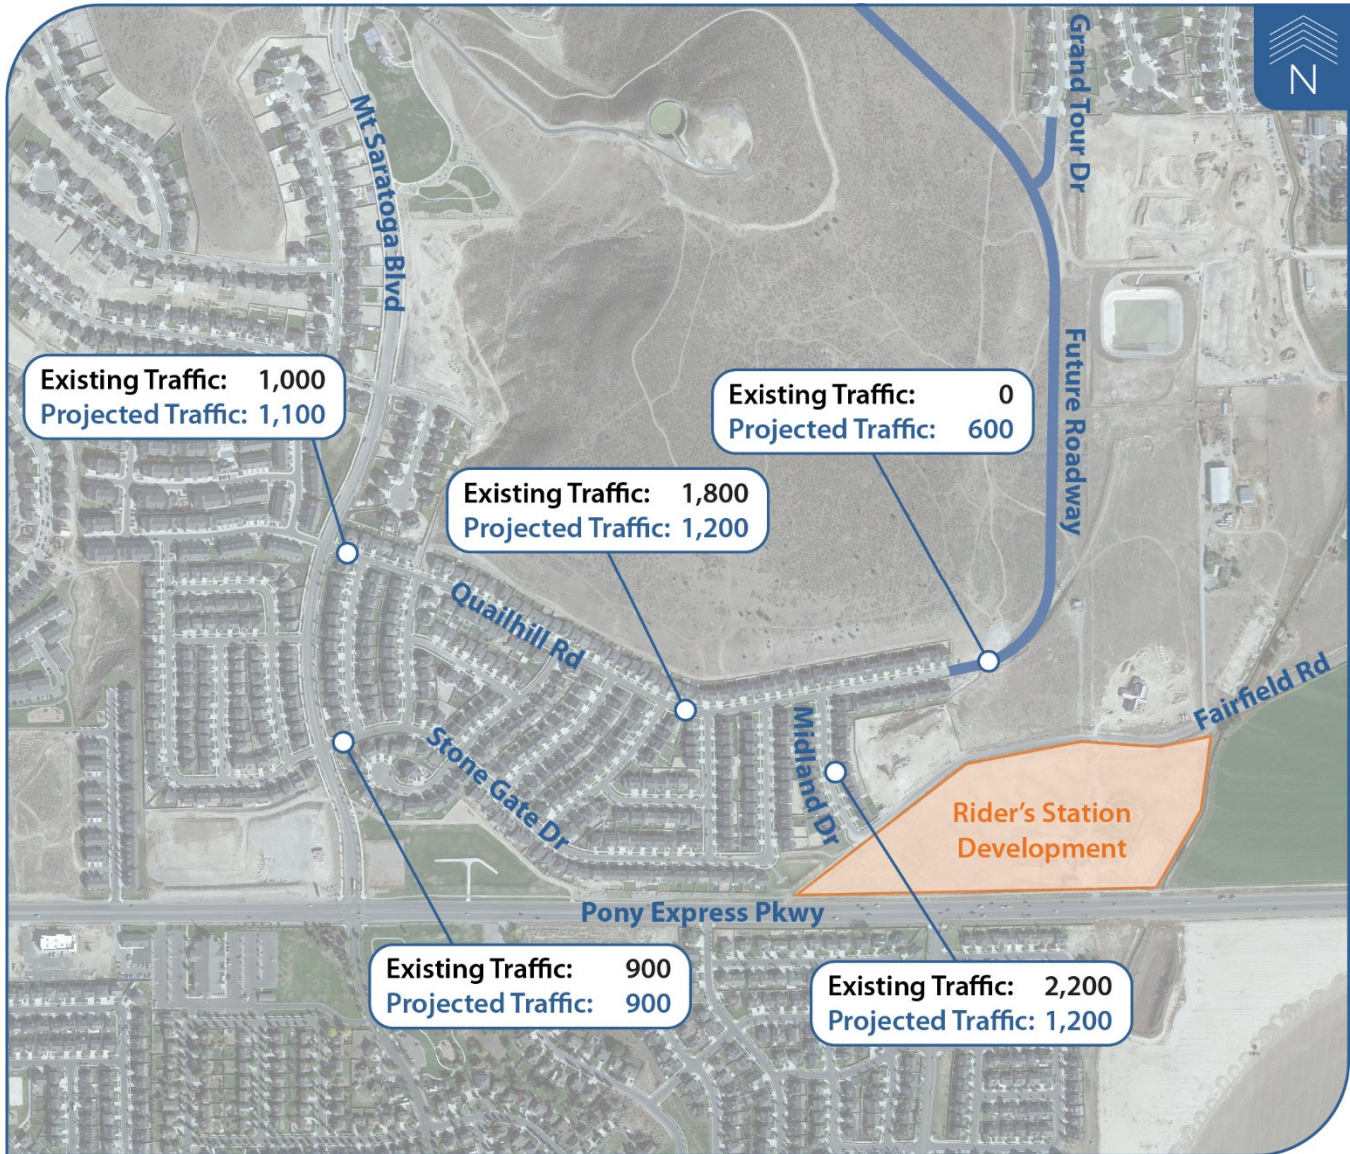 N
Grand Tour Dr
Mt Saratoga Blvd
Future Roadway
Existing Traffic: 1,000
Projected Traffic: 1,100
Existing Traffic: 0
Projected Traffic: 600
Existing Traffic: 1,800
Projected Traffic: 1,200
Quailhill Rd
Fairfield Rd
Stone Gate Dr
Midland Dr
Rider's Station
Development
Pony Express Pkwy
Existing Traffic: 900
Projected Traffic: 900
Existing Traffic: 2,200
Projected Traffic: 1,200